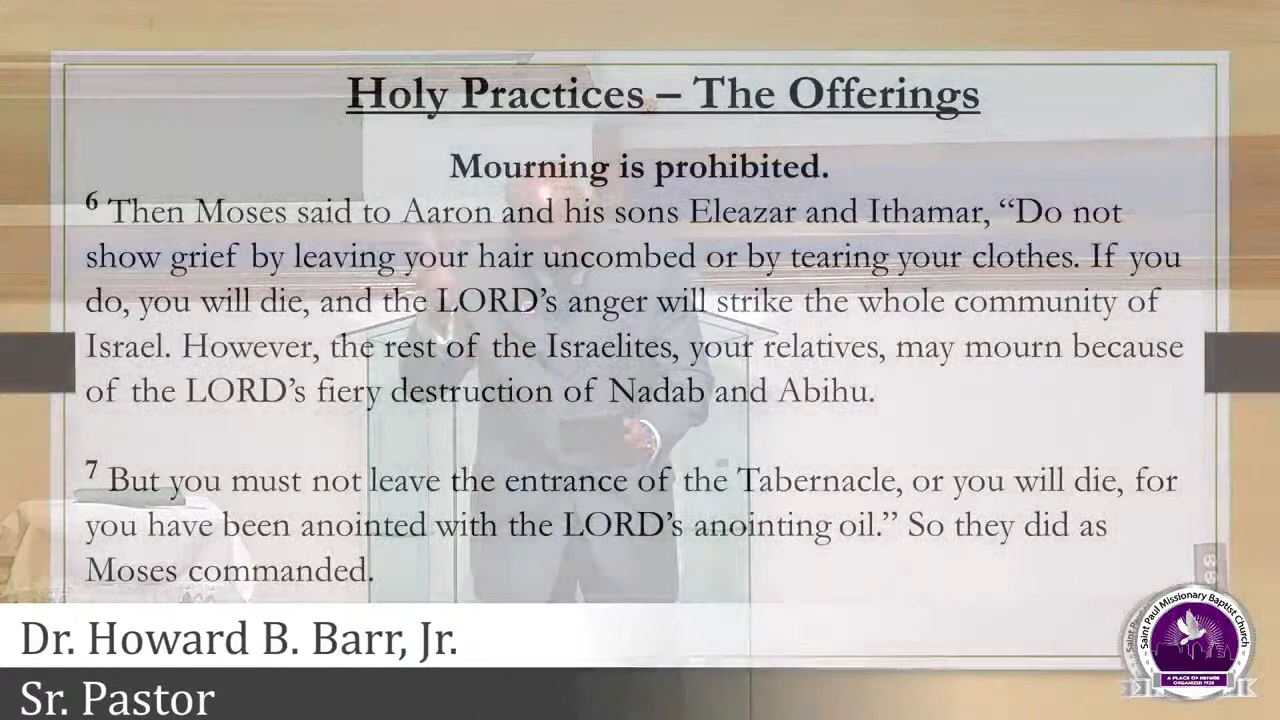 Holy Practices – The Offerings
Mourning is prohibited.
6 Then Moses said to Aaron and his sons Eleazar and Ithamar, “Do not
show grief by leaving your hair uncombed or by tearing your clothes. If you
do, you will die, and the LORD’s anger will strike the whole community of
Israel. However, the rest of the Israelites, your relatives, may mourn because
of the LORD’s fiery destruction of Nadab and Abihu.
7 But you must not leave the entrance of the Tabernacle, or you will die, for
you have been anointed with the LORD’s anointing oil.” So they did as
Moses commanded.
Dr. Howard B. Barr, Jr.
Sr. Pastor
Saint Paul Missionary Baptist Church
A PLACE OF REFUGE
ORGANIZED 1928